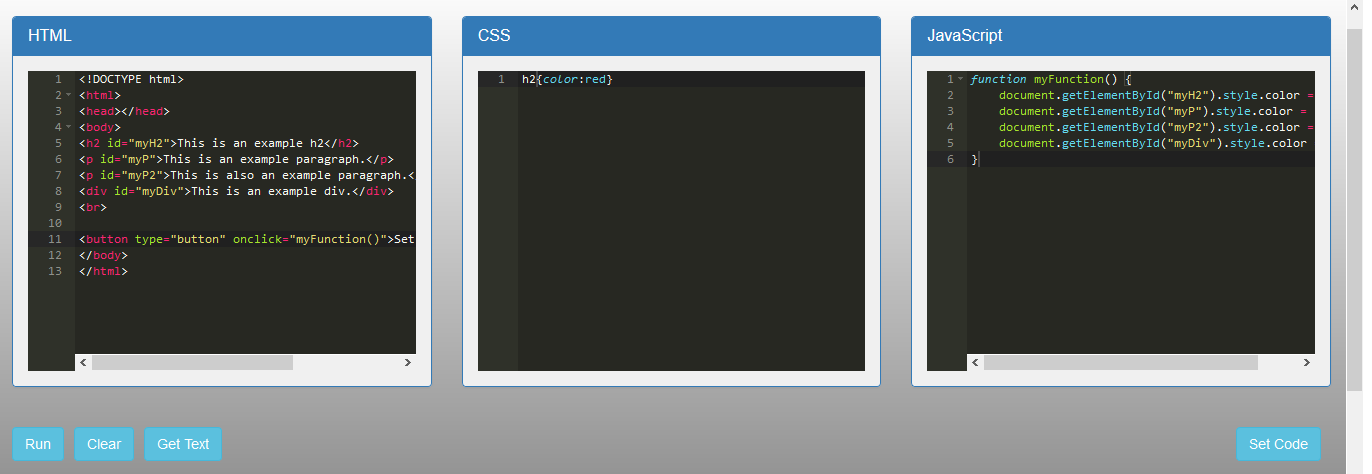 HTML
1 <!DOCTYPE html>
2 <html>
3 <head></head>
4 <body>
5 <h2 id="myH2">This is an example h2</h2>
6 <p id="myP">This is an example paragraph.</p>
7 <p id="myP2">This is also an example paragraph.<
8 <div id="myDiv">This is an example div.</div>
9 <br>
10
11 <button type="button" onclick="myFunction()">Set
12 </body>
13 </html>
CSS
1 h2{color:red}
JavaScript
1 function myFunction() {
2 document.getElementById("myH2").style.color =
3 document.getElementById("myP").style.color =
4 document.getElementById("myP2").style.color =
5 document.getElementById("myDiv").style.color
6 }
Run Clear Get Text Set Code